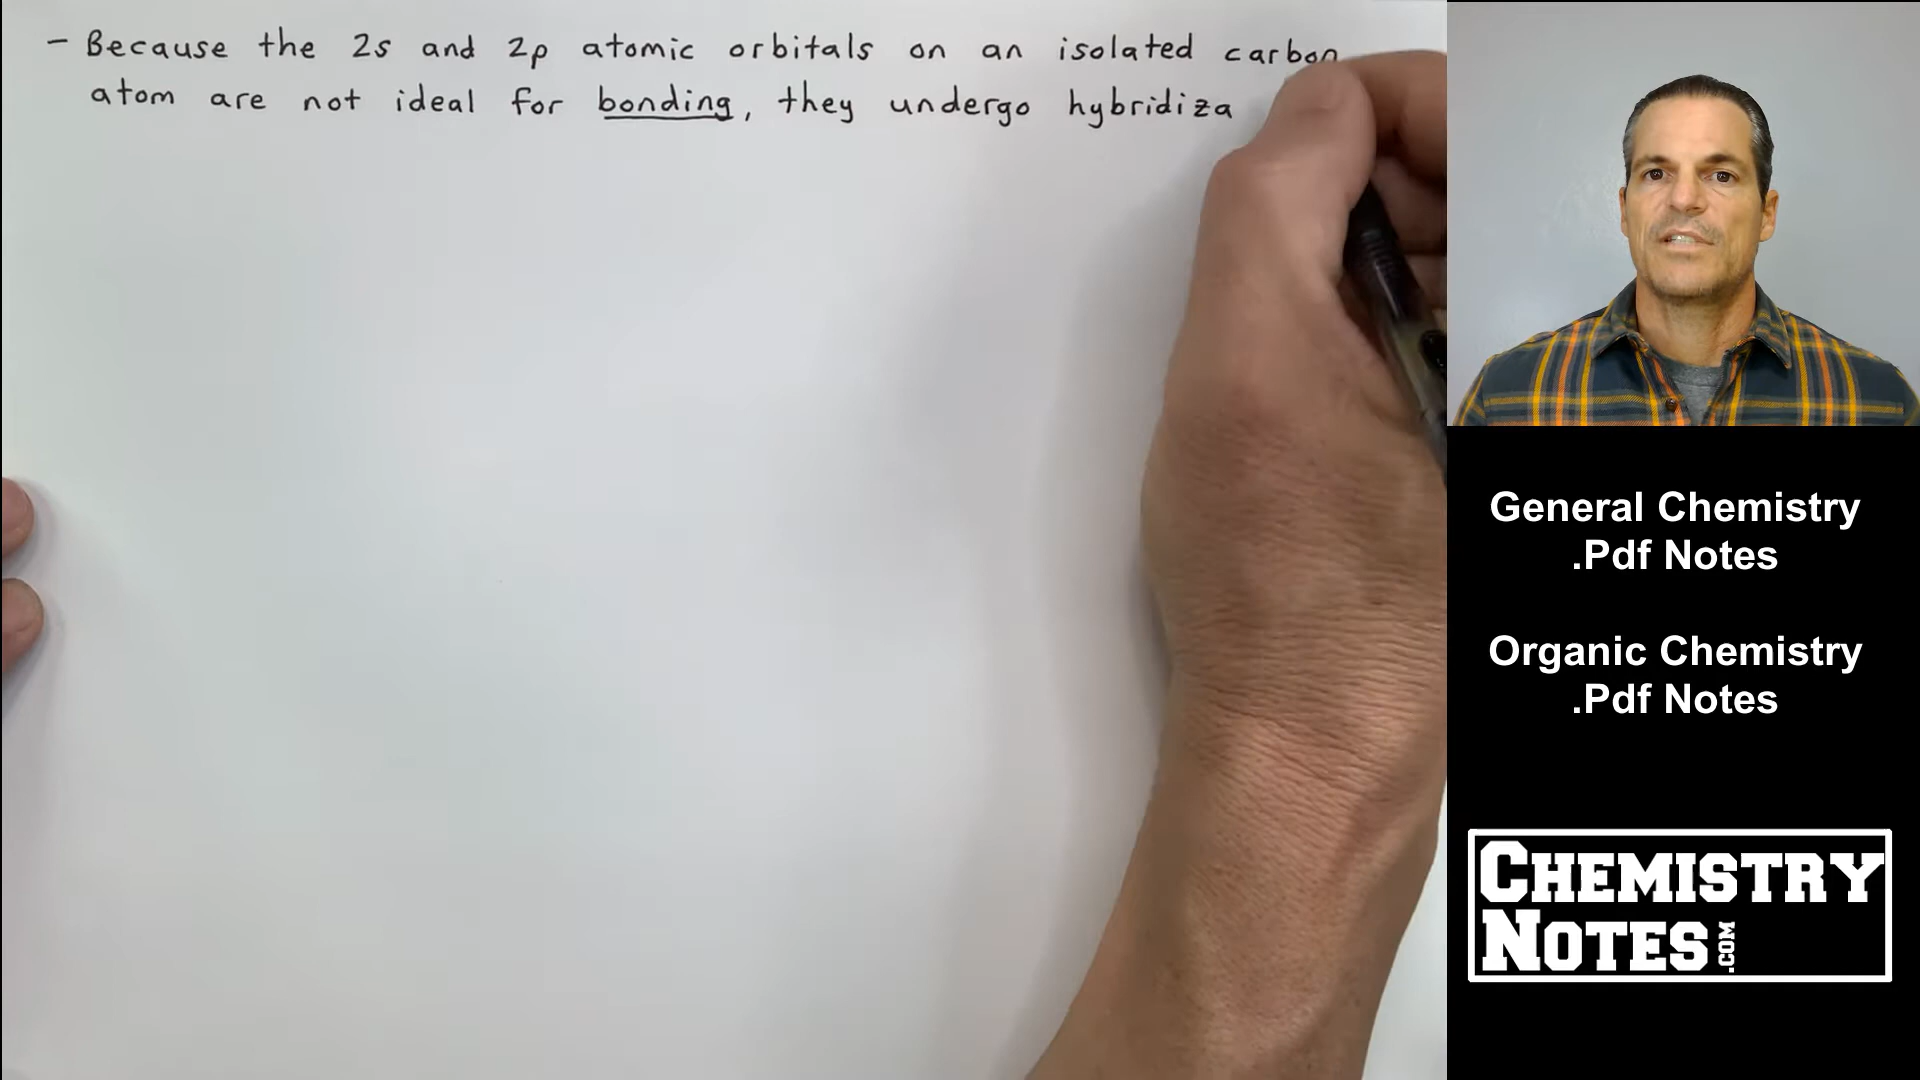 - Because the 2s and 2p atomic orbitals on an isolated carbon
atom are not ideal for bonding, they undergo hybridiza
General Chemistry
.Pdf Notes
Organic Chemistry
.Pdf Notes
CHEMISTRY
NOTES.COM